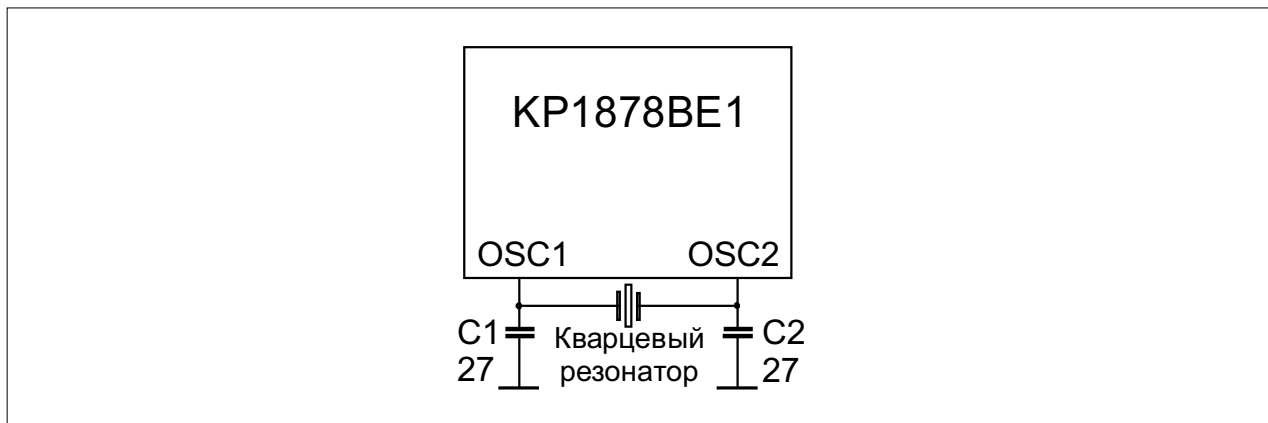 КР1878ВЕ1
OSC1 OSC2
C1 Кварцевый C2
27 резонатор 27